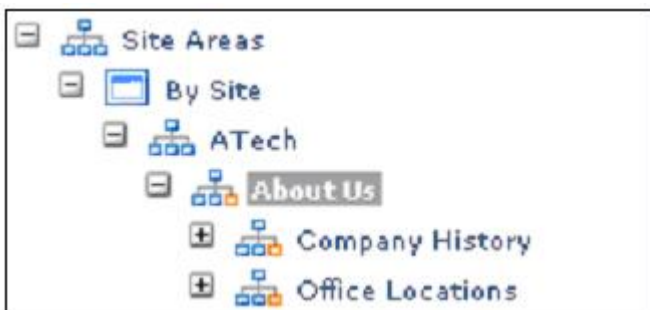 Site Areas
By Site
ATech
About Us
Company History
Office Locations